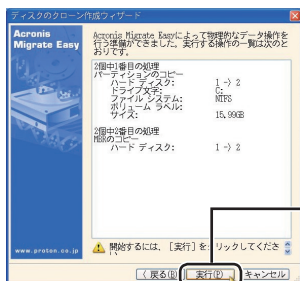 ディスクのクローン作成ウィザード
Acronis
Migrate Easy
Acronis Migrate Easyによって物理的なデータ操作を
行う準備ができました。実行する操作の一覧は次のと
おりです。
2個中1番目の処理
パーティションのコピー
ハード ディスク: 1 -> 2
ドライブ文字: C:
ファイル システム: NTFS
ボリューム ラベル:
サイズ: 15.99GB
2個中2番目の処理
MBRのコピー
ハード ディスク: 1 -> 2
開始するには、[実行]をクリックしてくださ
い
www.proton.co.jp
< 戻る(B)
実行(P)
キャンセル